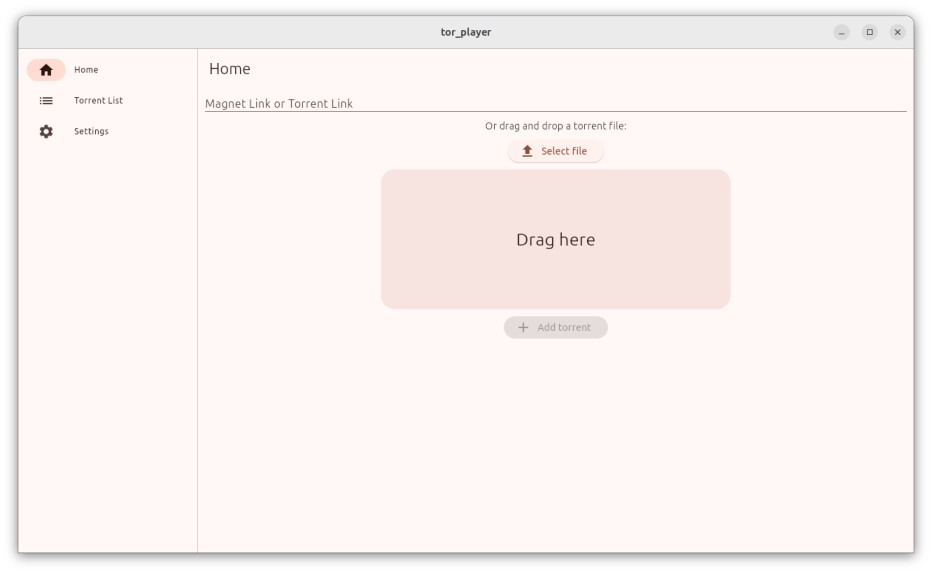 tor_player
Home
Torrent List
Settings
Home
Magnet Link or Torrent Link
Or drag and drop a torrent file:
Select file
Drag here
Add torrent